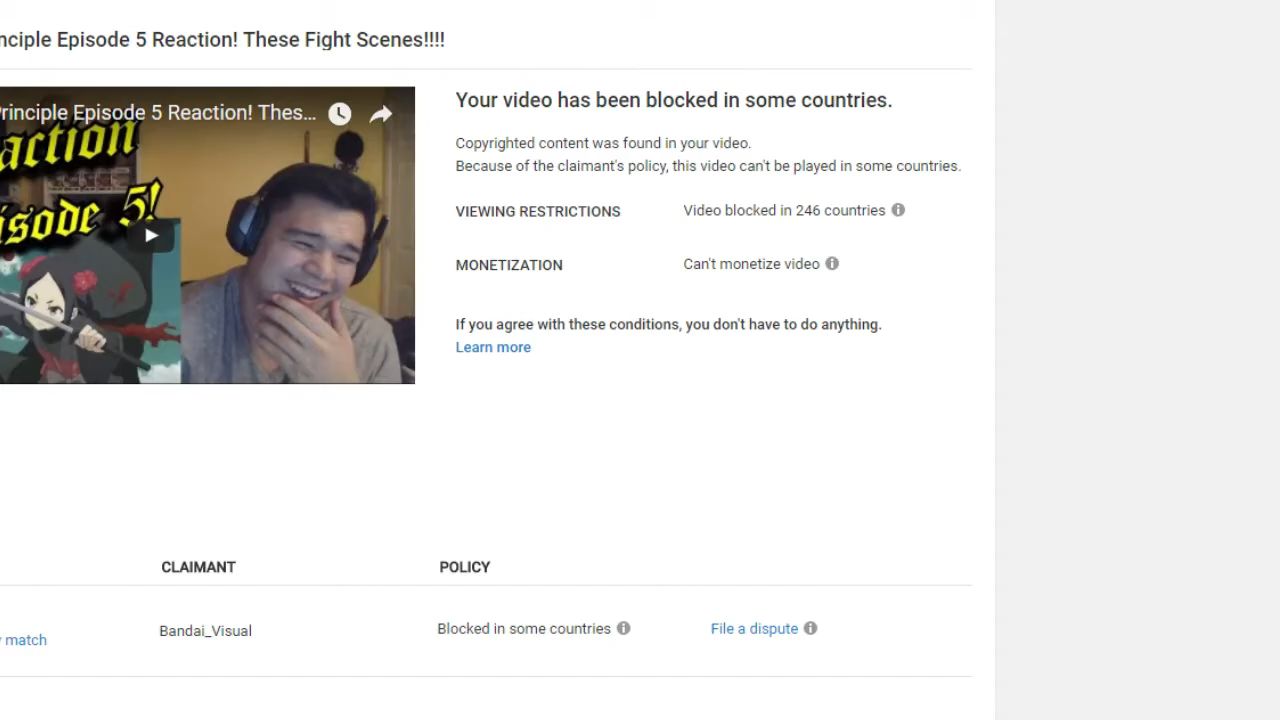 nciple Episode 5 Reaction! These Fight Scenes!!!!
Principle Episode 5 Reaction! Thes...
action
isode 5!
Your video has been blocked in some countries.
Copyrighted content was found in your video.
Because of the claimant's policy, this video can't be played in some countries.
VIEWING RESTRICTIONS Video blocked in 246 countries
MONETIZATION Can't monetize video
If you agree with these conditions, you don't have to do anything.
Learn more
CLAIMANT POLICY
match Bandai_Visual Blocked in some countries File a dispute